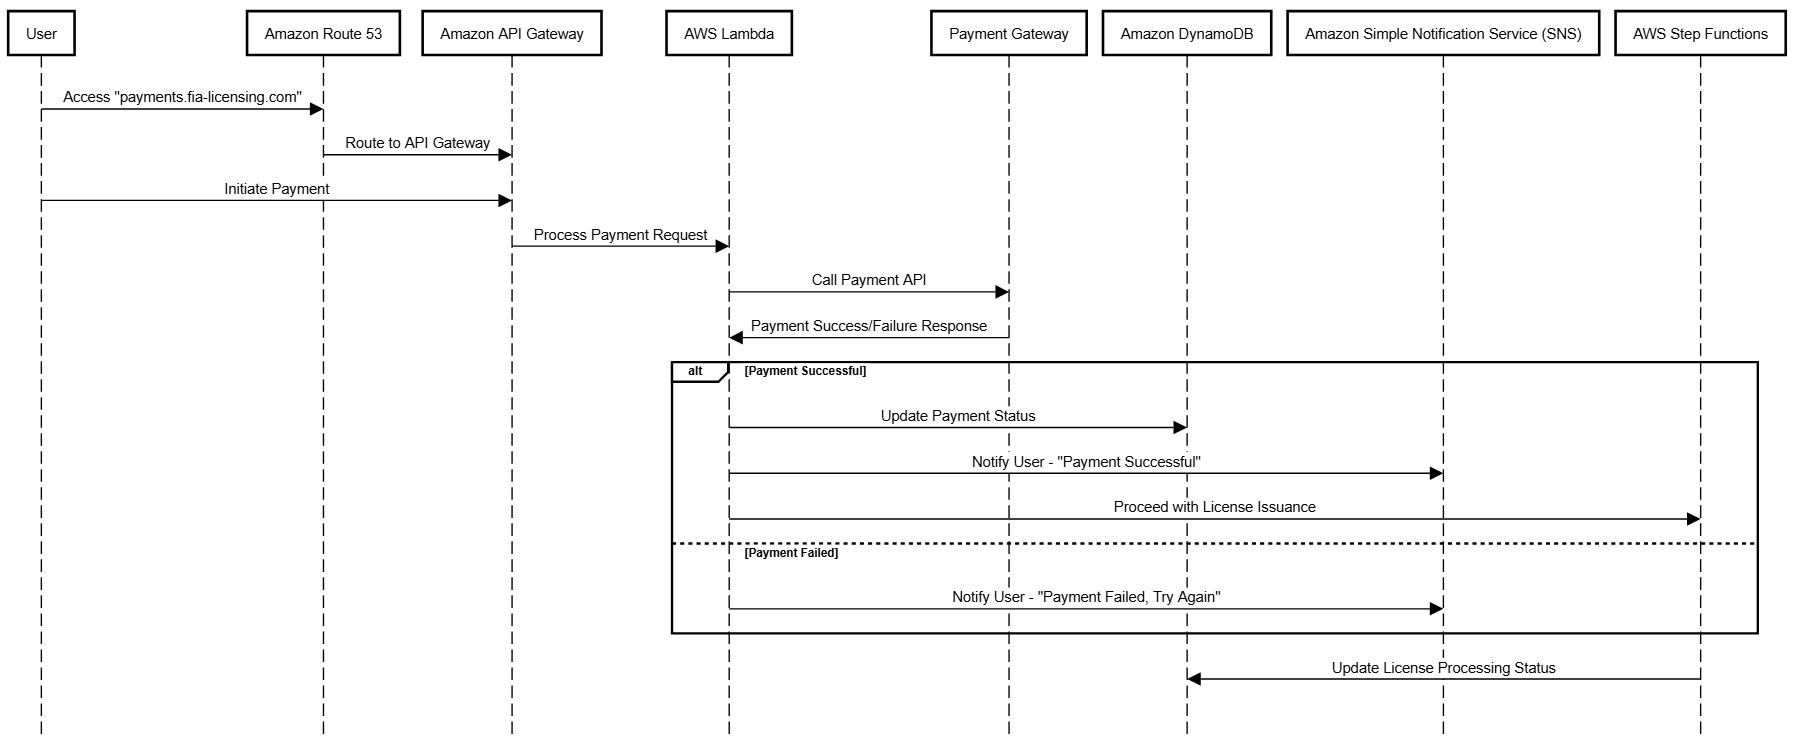 User
Amazon Route 53
Amazon API Gateway
AWS Lambda
Payment Gateway
Amazon DynamoDB
Amazon Simple Notification Service (SNS)
AWS Step Functions
Access "payments.fia-licensing.com"
Route to API Gateway
Initiate Payment
Process Payment Request
Call Payment API
Payment Success/Failure Response
alt
[Payment Successful]
Update Payment Status
Notify User - "Payment Successful"
Proceed with License Issuance
[Payment Failed]
Notify User - "Payment Failed, Try Again"
Update License Processing Status